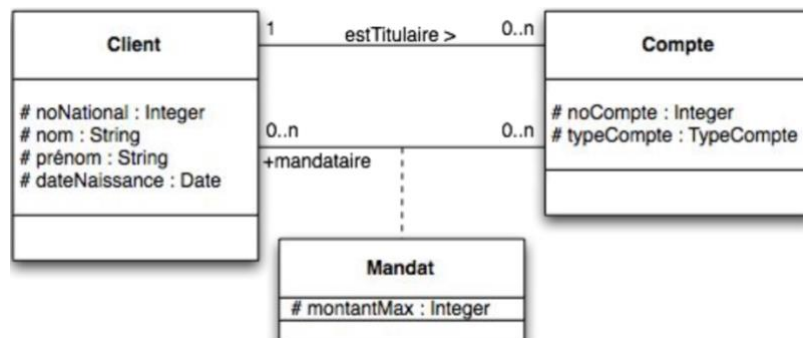 Client
# noNational : Integer
# nom : String
# prénom : String
# dateNaissance : Date
1
estTitulaire >
0..n
0..n
+mandataire
0..n
Compte
# noCompte : Integer
# typeCompte : TypeCompte
Mandat
# montantMax : Integer